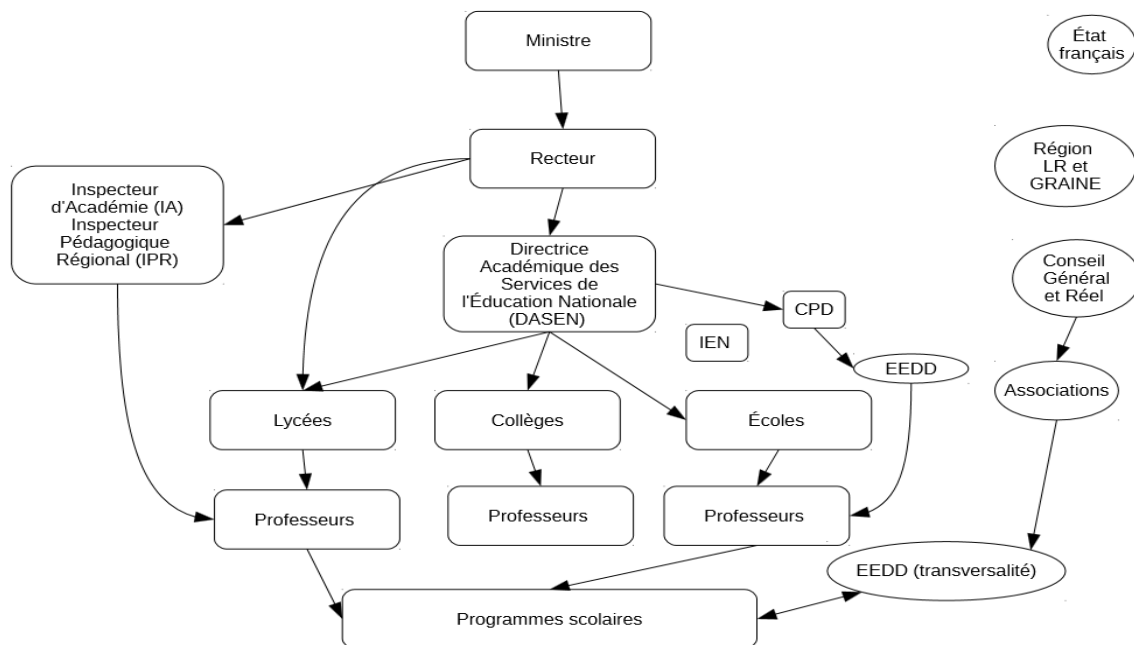 Ministre
État
français
Recteur
Région
LR et
GRAINE
Inspecteur
d'Académie (IA)
Inspecteur
Pédagogique
Régional (IPR)
Directrice
Académique des
Services de
l'Éducation Nationale
(DASEN)
CPD
Conseil
Général
et Réel
IEN
EEDD
Associations
Lycées
Collèges
Écoles
Professeurs
Professeurs
Professeurs
EEDD (transversalité)
Programmes scolaires